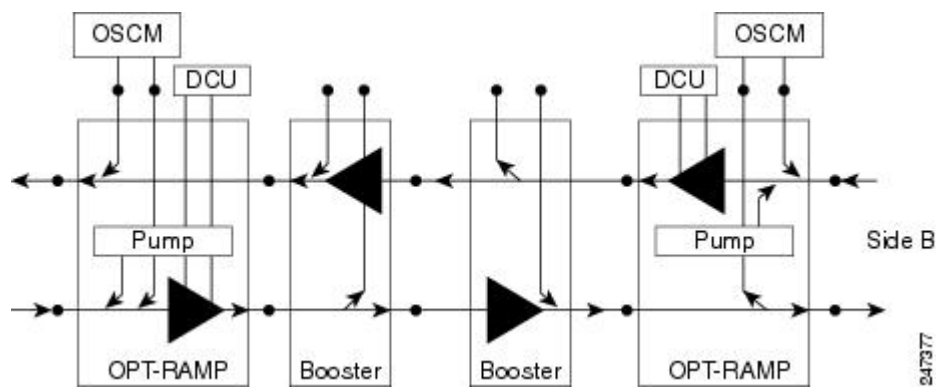 OSCM
OSCM
DCU
DCU
Pump
Pump
Side B
OPT-RAMP
Booster
Booster
OPT-RAMP
247377